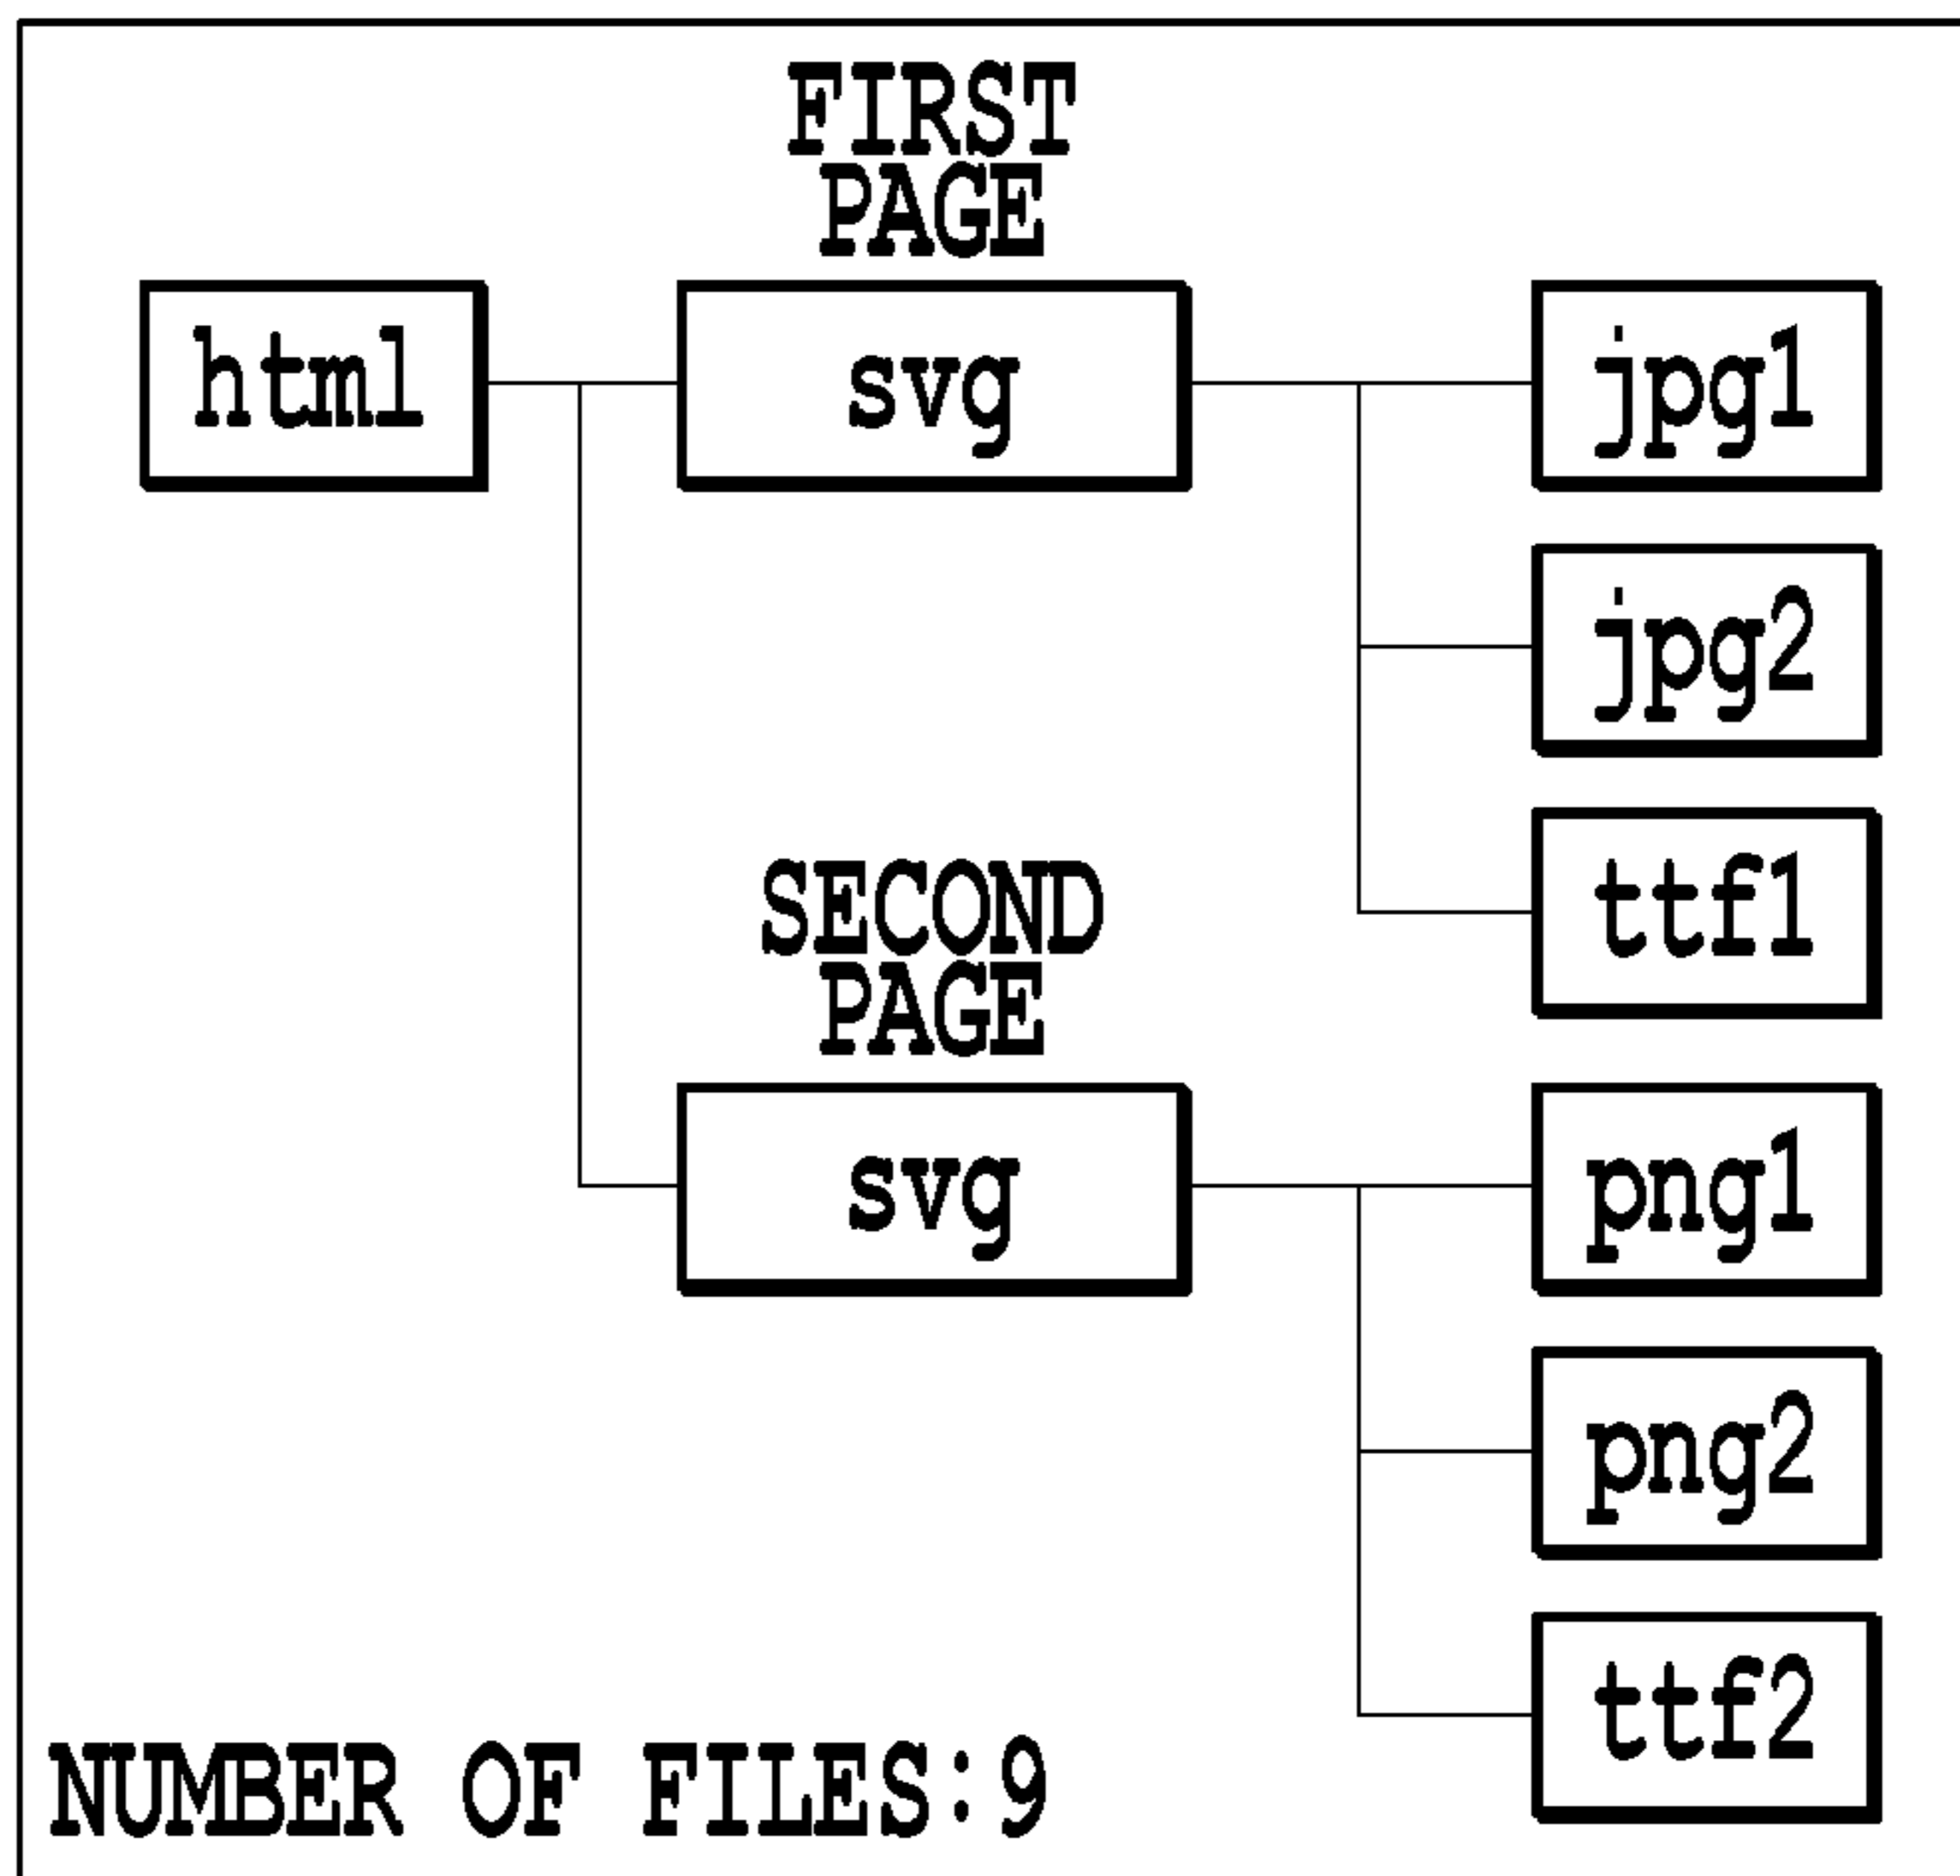 FIRST
PAGE
html
svg
jpg1
jpg2
ttf1
SECOND
PAGE
svg
png1
png2
ttf2
NUMBER OF FILES:9